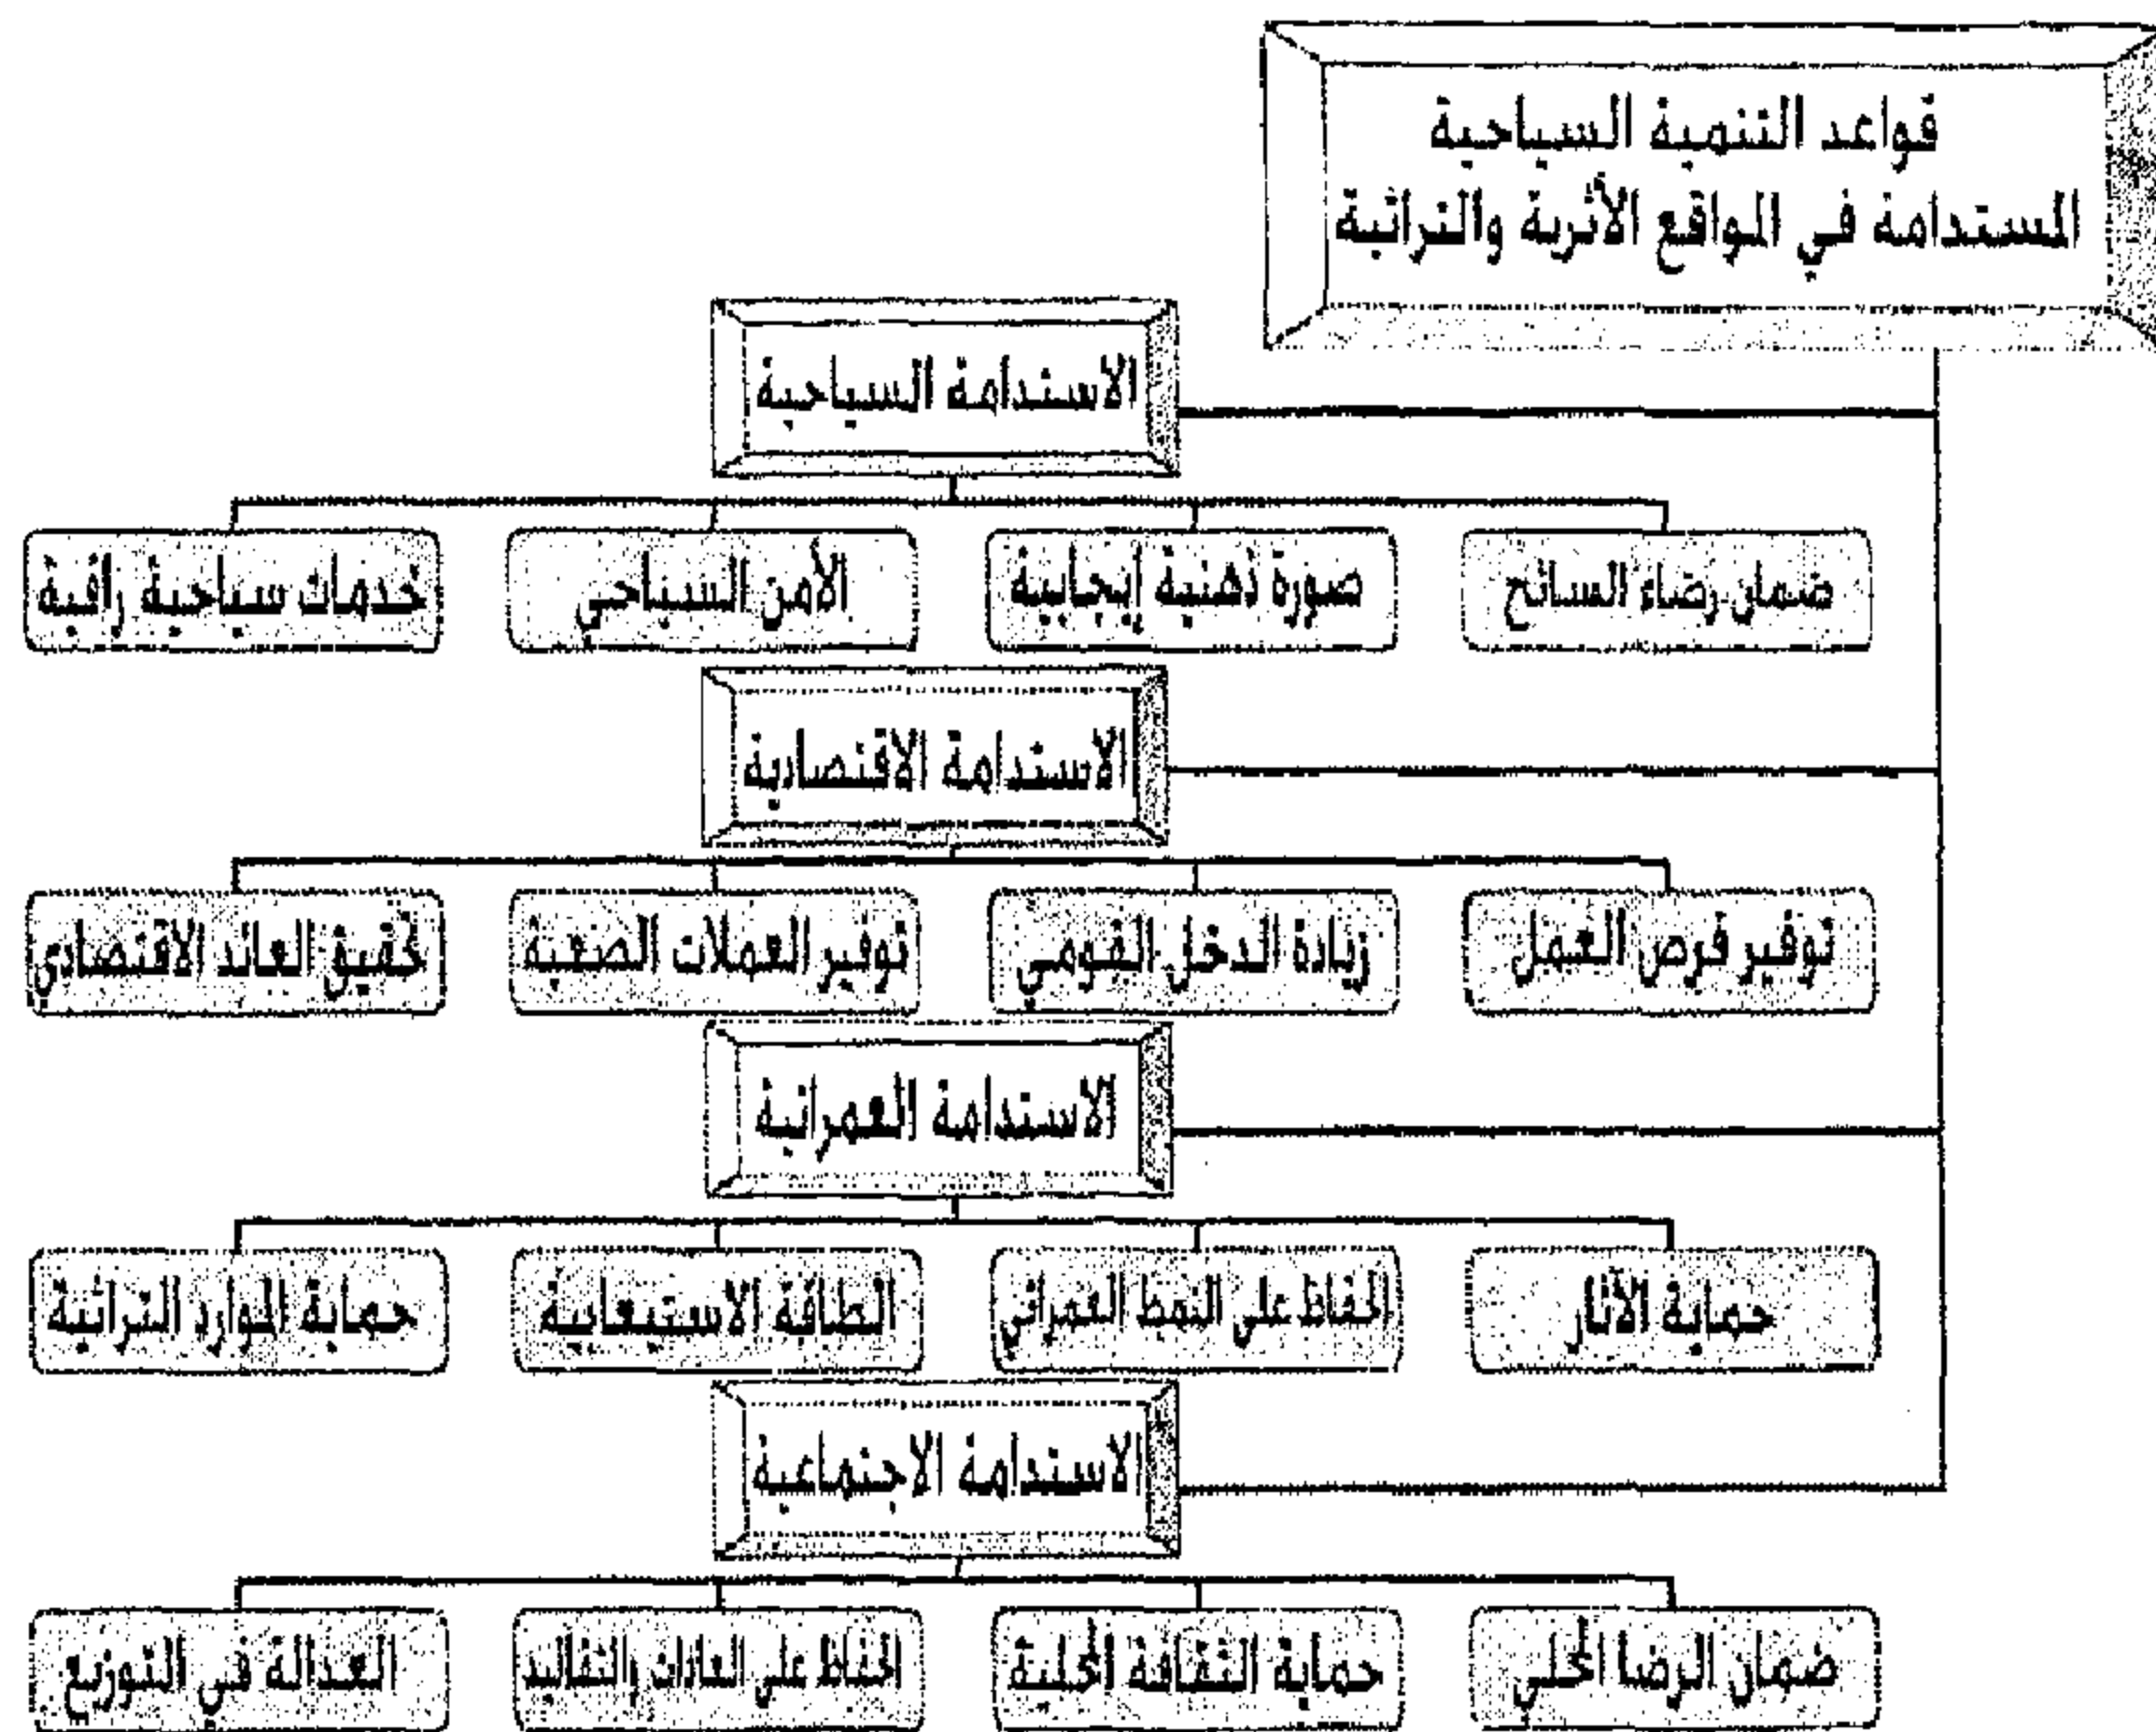 قواعد التنمية السياحية
المستدامة في المواقع الأثرية والتراثية
الاستدامة السياحية
ضمان رضاء السائح
صورة ذهنية إيجابية
الأمن السياحي
خدمات سياحية راقية
الاستدامة الاقتصادية
توفير فرص العمل
زيادة الدخل القومي
توفير العملات الصعبة
تحقيق العائد الاقتصادي
الاستدامة العمرانية
حماية الآثار
الحفاظ على النمط العمراني
الطاقة الاستيعابية
حماية الموارد التراثية
الاستدامة الاجتماعية
ضمان الرضا المحلي
حماية الثقافة المحلية
الحفاظ على العادات والتقاليد
العدالة في التوزيع